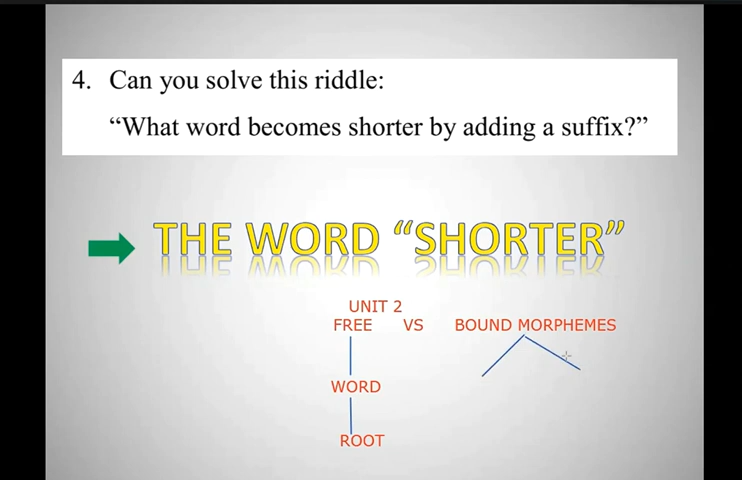 4. Can you solve this riddle:
“What word becomes shorter by adding a suffix?”
THE WORD “SHORTER”
UNIT 2
FREE VS BOUND MORPHEMES
WORD
ROOT